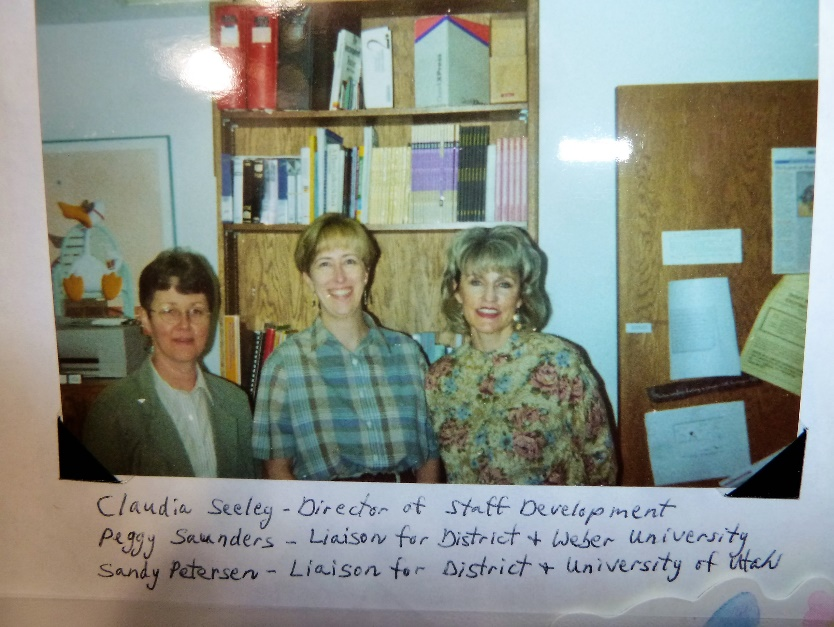 Claudia Seeley - Director of Staff Development
Peggy Saunders - Liaison for District + Weber University
Sandy Petersen - Liaison for District + University of Utah